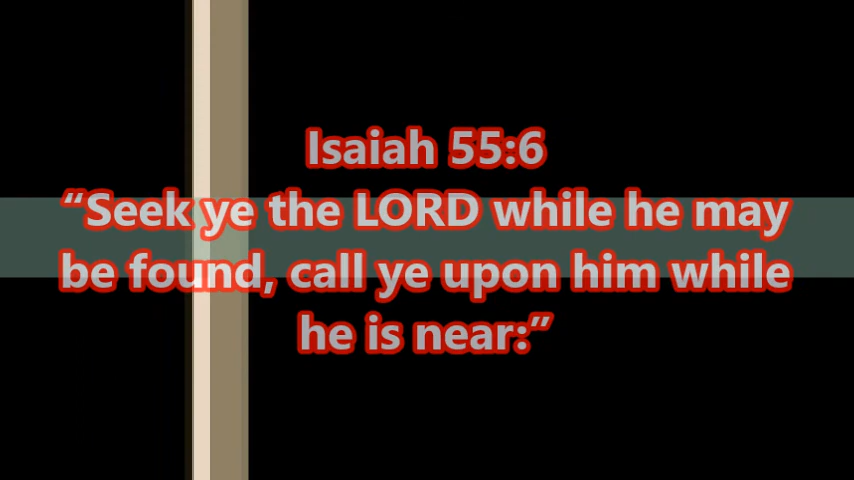 Isaiah 55:6
“Seek ye the LORD while he may
be found, call ye upon him while
he is near:”